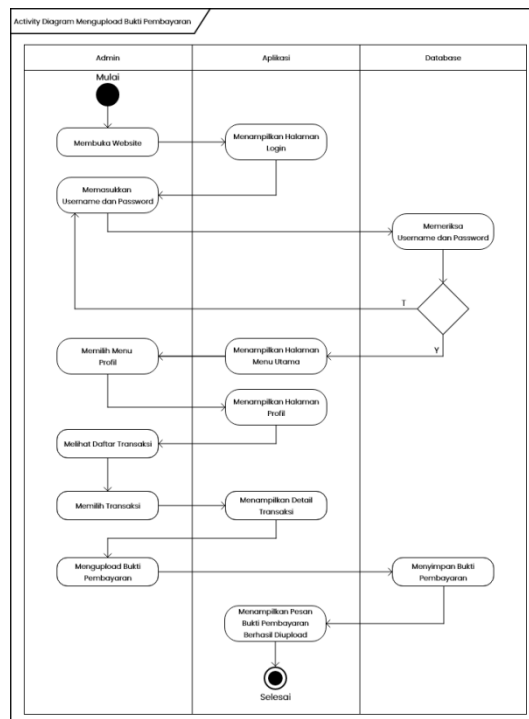 Activity Diagram Mengupload Bukti Pembayaran
Admin
Aplikasi
Database
Mulai
Membuka Website
Menampilkan Halaman
Login
Memasukkan
Username dan Password
Memeriksa
Username dan Password
T
Y
Memilih Menu
Profil
Menampilkan Halaman
Menu Utama
Menampilkan Halaman
Profil
Melihat Daftar Transaksi
Memilih Transaksi
Menampilkan Detail
Transaksi
Mengupload Bukti
Pembayaran
Menyimpan Bukti
Pembayaran
Menampilkan Pesan
Bukti Pembayaran
Berhasil Diupload
Selesai